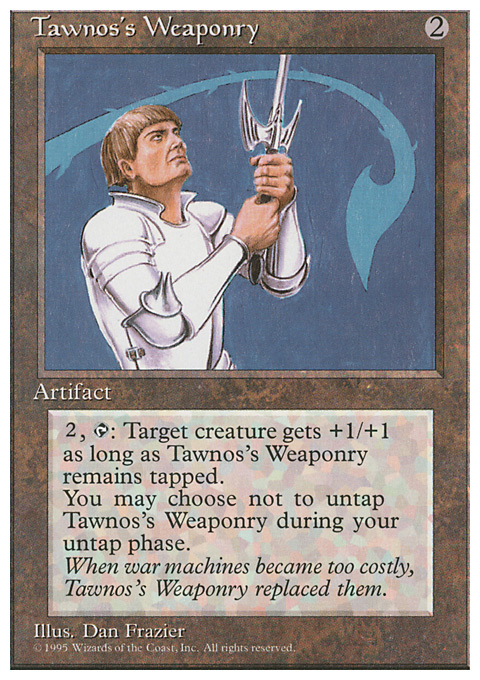 Tawnos's Weaponry 2
Artifact
2, : Target creature gets +1/+1
as long as Tawnos's Weaponry
remains tapped.
You may choose not to untap
Tawnos's Weaponry during your
untap phase.
When war machines became too costly,
Tawnos's Weaponry replaced them.
Illus. Dan Frazier
© 1995 Wizards of the Coast, Inc. All rights reserved.